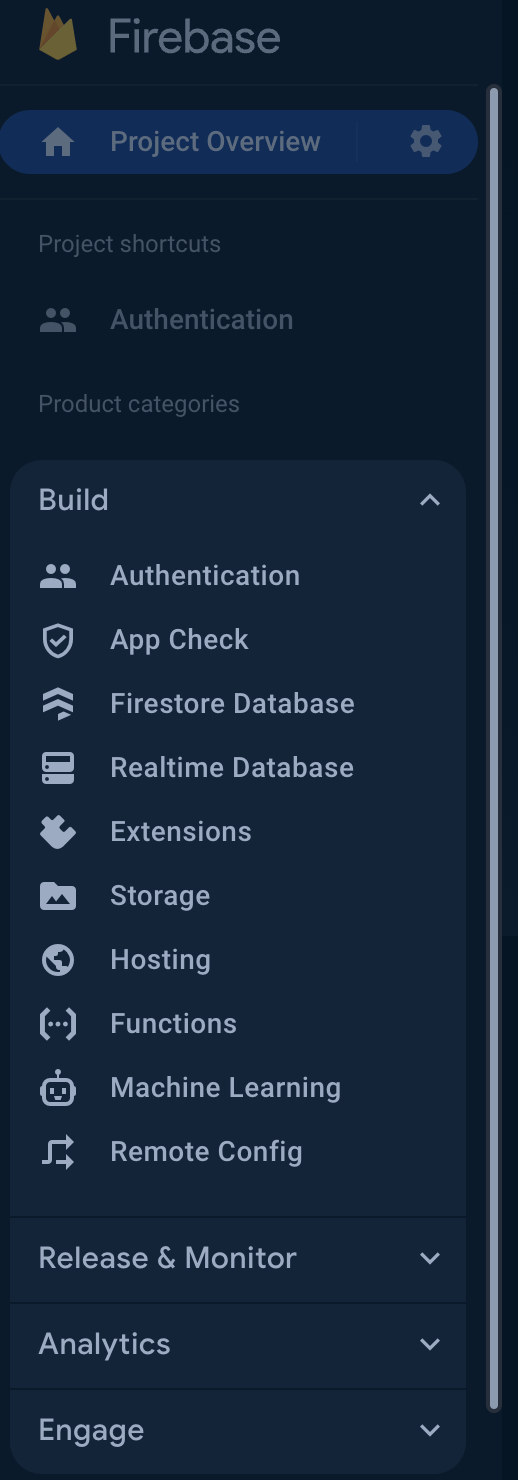 Firebase
Project Overview
Project shortcuts
Authentication
Product categories
Build
Authentication
App Check
Firestore Database
Realtime Database
Extensions
Storage
Hosting
Functions
Machine Learning
Remote Config
Release & Monitor
Analytics
Engage